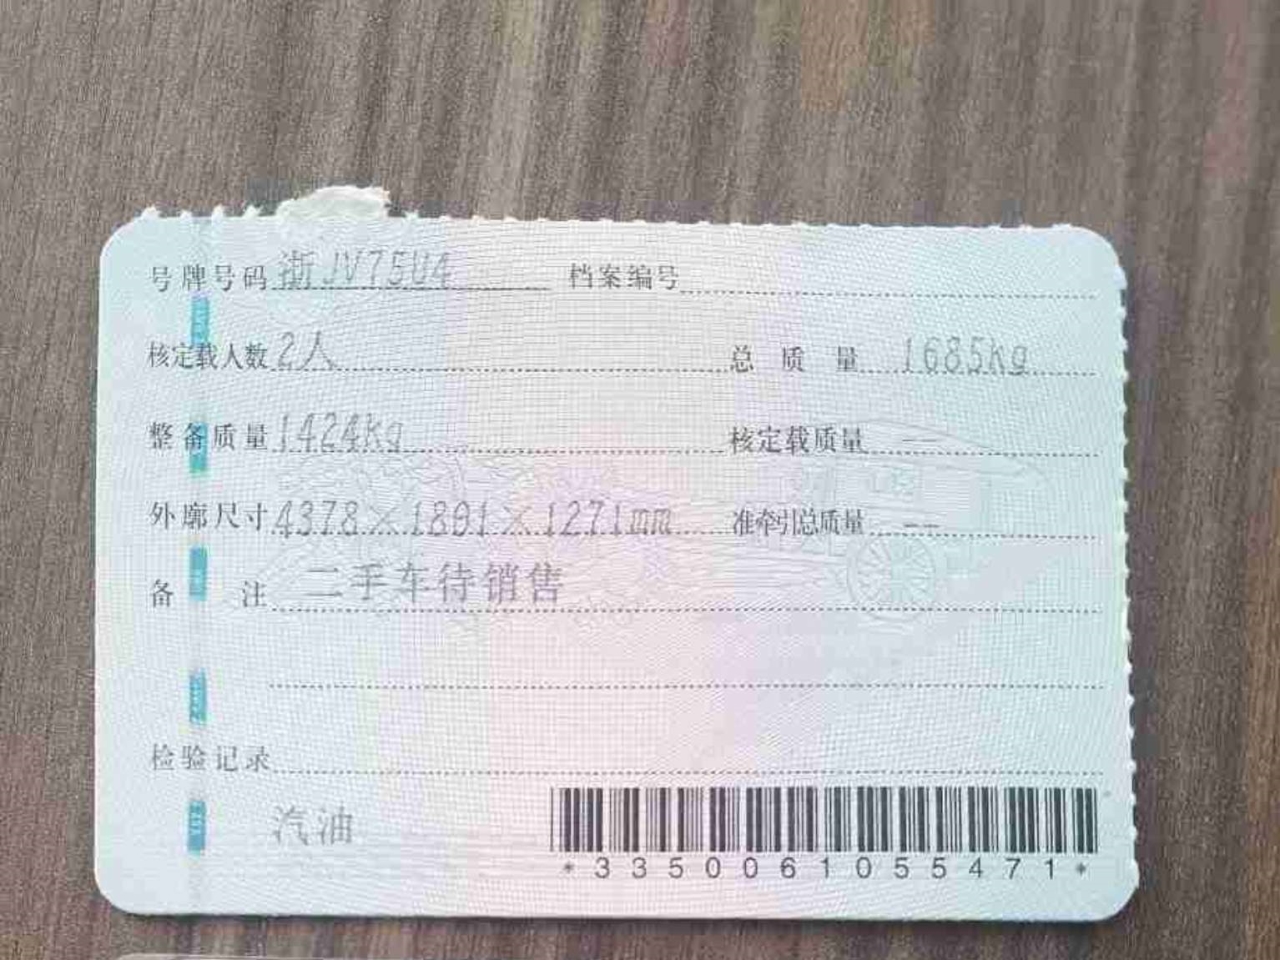 号牌号码 浙JV75U4 档案编号
核定载人数 2人 总质量 1685kg
整备质量 1424kg 核定载质量
外廓尺寸 4378×1891×1271mm 准牵引总质量 --
备注 二手车待销售
检验记录
汽油
*3350061055471*